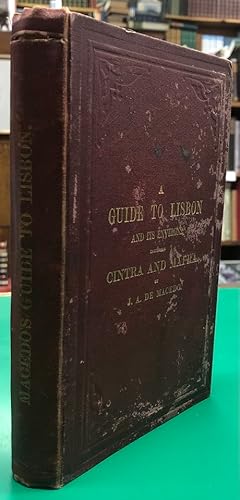 MACEDO'S GUIDE TO LISBON.
A
GUIDE TO LISBON
AND ITS ENVIRONS
CINTRA AND MAFRA
BY
J. A. DE MACEDO